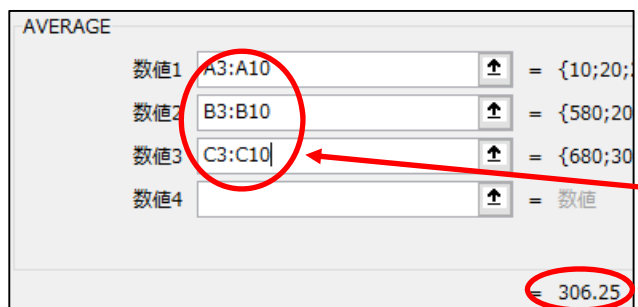 AVERAGE
数値1 A3:A10 = {10;20;
数値2 B3:B10 = {580;20
数値3 C3:C10 = {680;30
数値4 = 数値
= 306.25